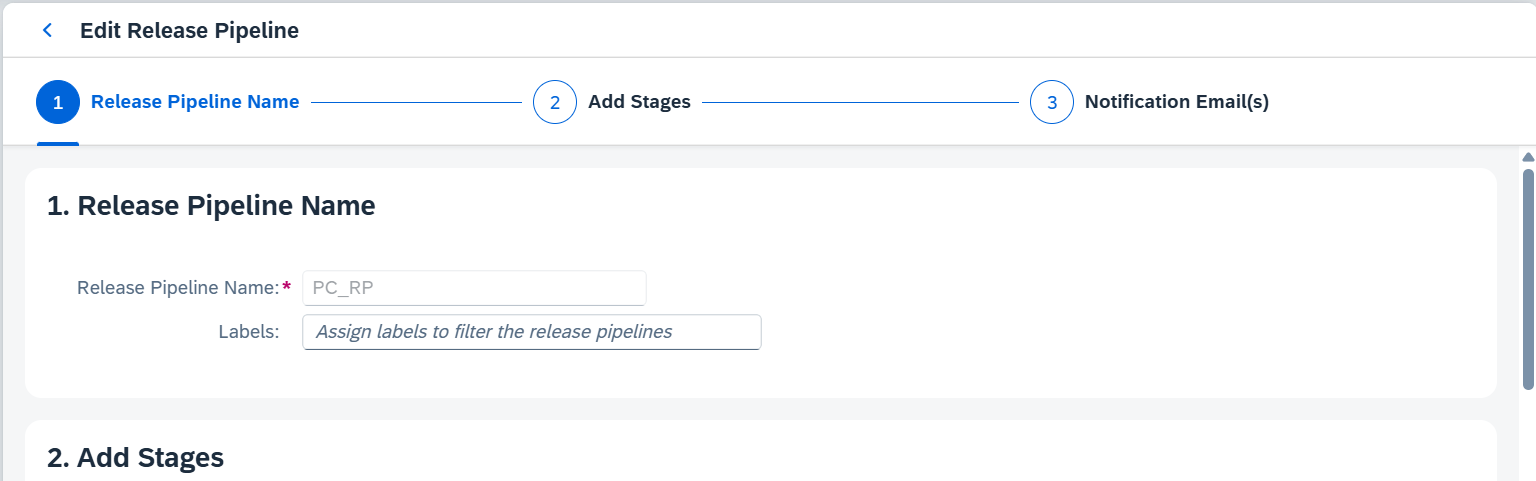 Edit Release Pipeline
1 Release Pipeline Name 2 Add Stages 3 Notification Email(s)
1. Release Pipeline Name
Release Pipeline Name:* PC_RP
Labels: Assign labels to filter the release pipelines
2. Add Stages